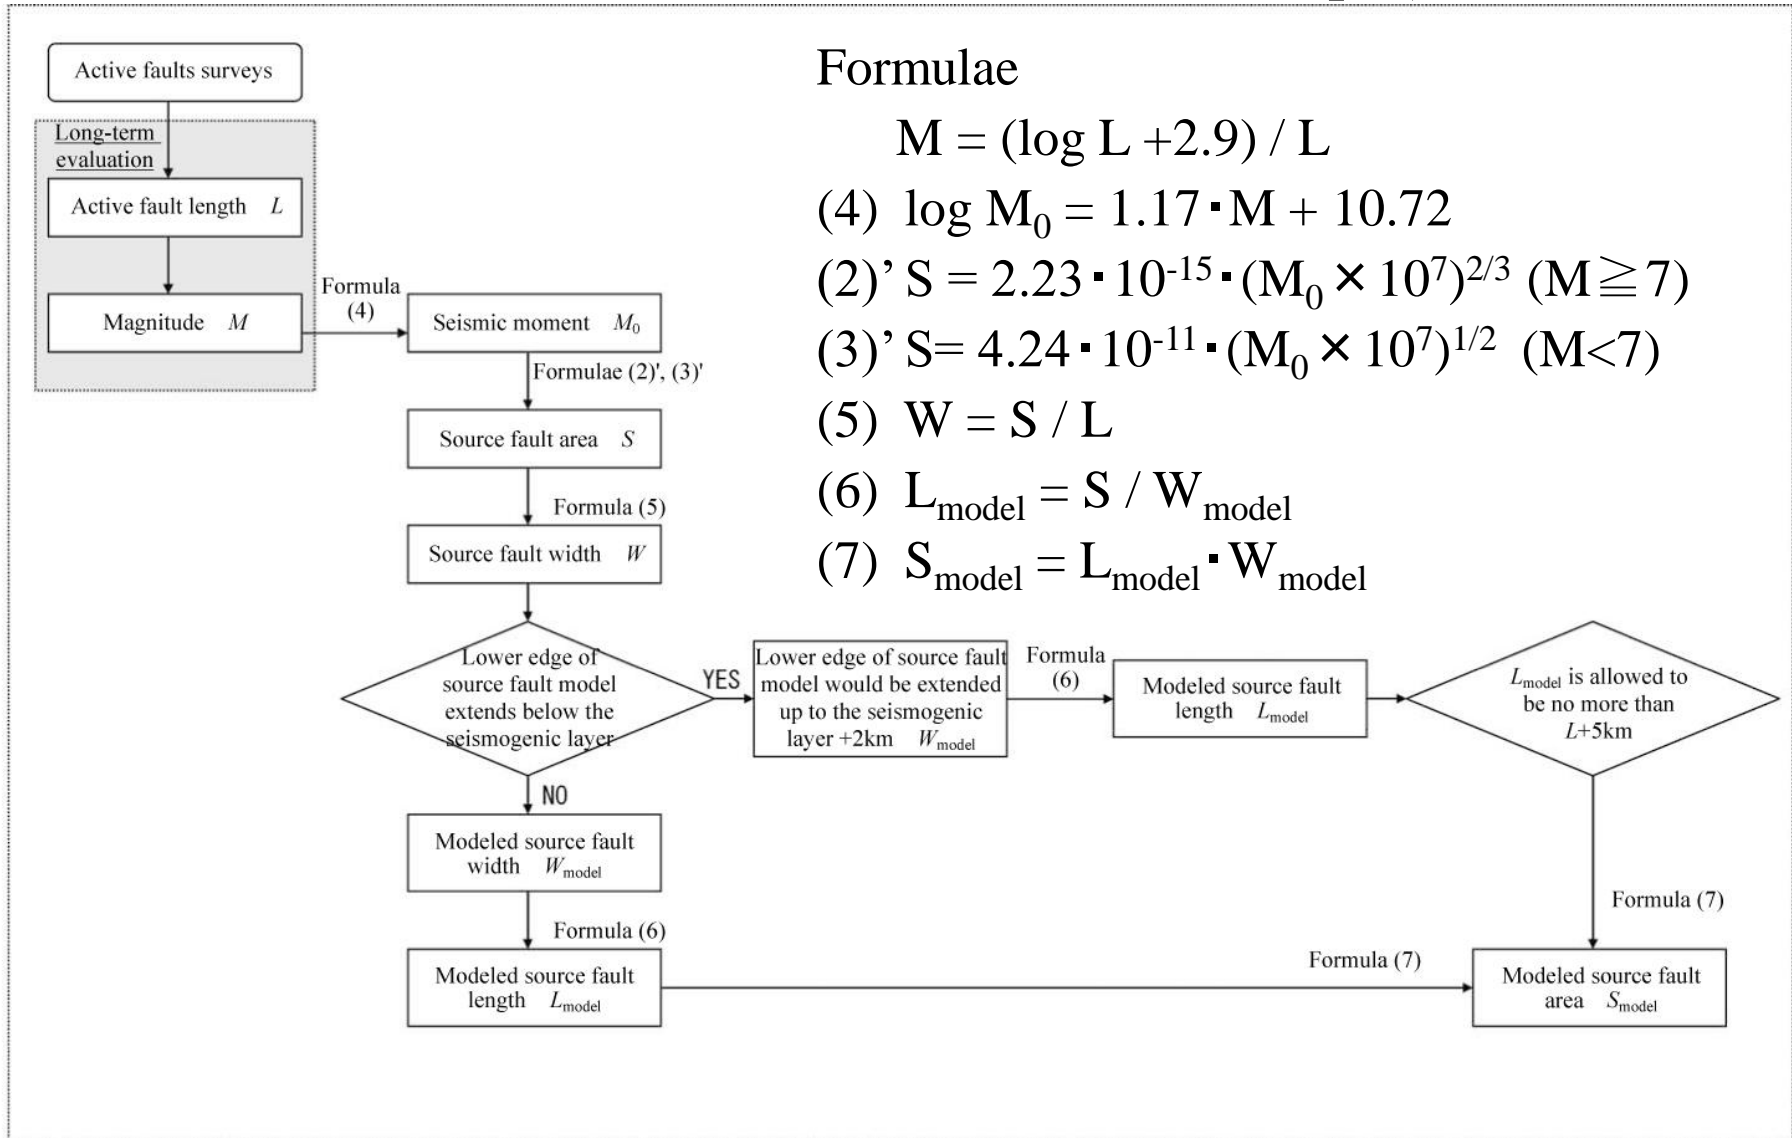 Active faults surveys
Long-term
evaluation
Active fault length L
Magnitude M
Formula
(4)
Seismic moment M₀
Formulae (2)', (3)'
Source fault area S
Formula (5)
Source fault width W
Lower edge of
source fault model
extends below the
seismogenic layer
YES
Lower edge of source fault
model would be extended
up to the seismogenic
layer +2km Wmodel
Formula
(6)
Modeled source fault
length Lmodel
Lmodel is allowed to
be no more than
L+5km
NO
Modeled source fault
width Wmodel
Formula (6)
Modeled source fault
length Lmodel
Formula (7)
Formula (7)
Modeled source fault
area Smodel
Formulae
M = (log L +2.9) / L
(4) log M₀ = 1.17・M + 10.72
(2)’ S = 2.23・10⁻¹⁵・(M₀ × 10⁷)²ᐟ³ (M≧7)
(3)’ S= 4.24・10⁻¹¹・(M₀ × 10⁷)¹ᐟ² (M<7)
(5) W = S / L
(6) Lmodel = S / Wmodel
(7) Smodel = Lmodel・Wmodel